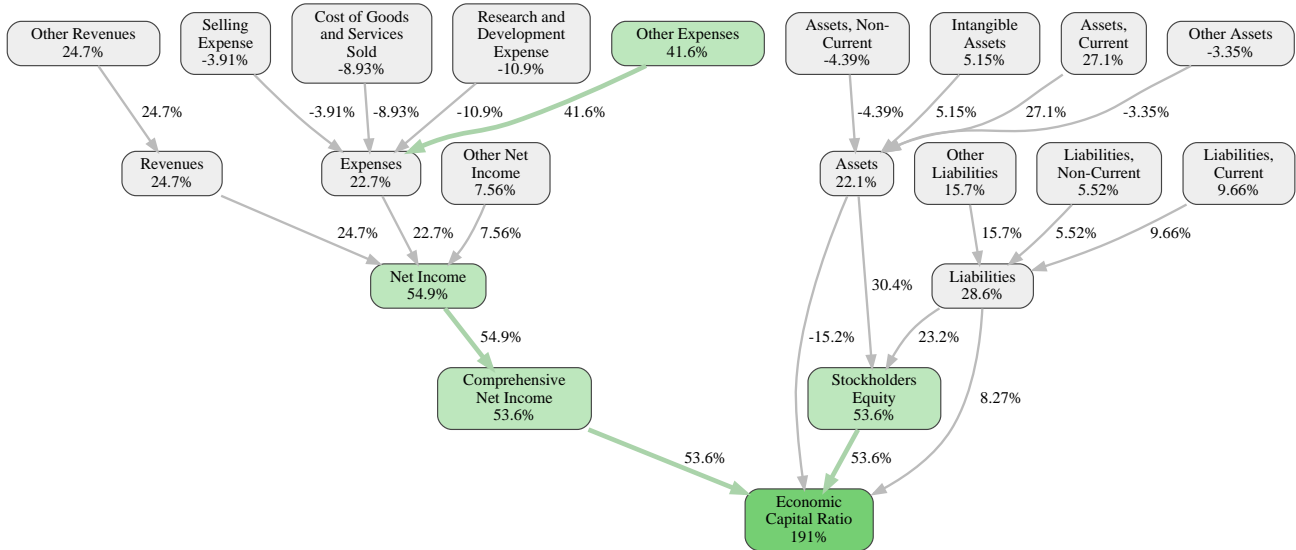 Other Revenues
24.7%
Selling
Expense
-3.91%
Cost of Goods
and Services
Sold
-8.93%
Research and
Development
Expense
-10.9%
Other Expenses
41.6%
Assets, Non-
Current
-4.39%
Intangible
Assets
5.15%
Assets,
Current
27.1%
Other Assets
-3.35%
24.7%
-3.91%
-8.93%
-10.9%
41.6%
-4.39%
5.15%
27.1%
-3.35%
Revenues
24.7%
Expenses
22.7%
Other Net
Income
7.56%
Assets
22.1%
Other
Liabilities
15.7%
Liabilities,
Non-Current
5.52%
Liabilities,
Current
9.66%
24.7%
22.7%
7.56%
15.7%
5.52%
9.66%
Net Income
54.9%
30.4%
Liabilities
28.6%
54.9%
-15.2%
23.2%
Comprehensive
Net Income
53.6%
Stockholders
Equity
53.6%
8.27%
53.6%
53.6%
Economic
Capital Ratio
191%